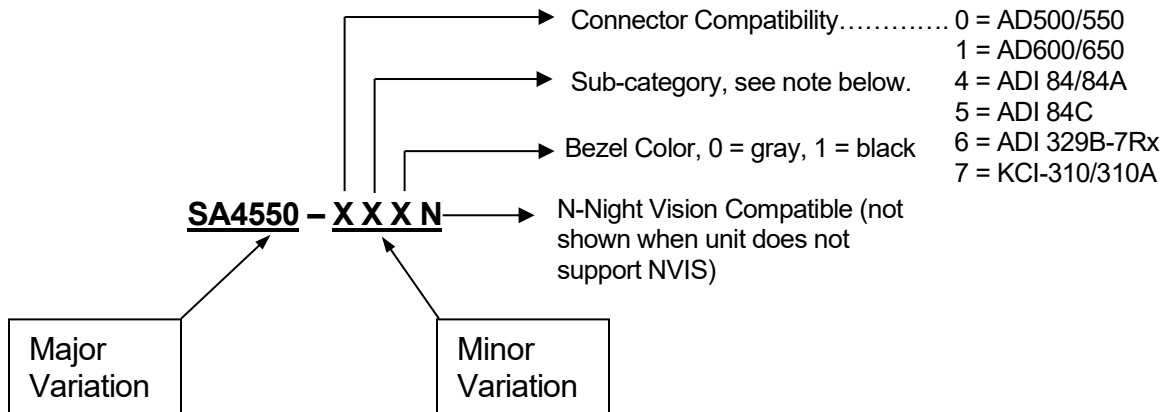 Connector Compatibility…………. 0 = AD500/550
1 = AD600/650
Sub-category, see note below. 4 = ADI 84/84A
5 = ADI 84C
Bezel Color, 0 = gray, 1 = black 6 = ADI 329B-7Rx
7 = KCI-310/310A
SA4550 – X X X N
N-Night Vision Compatible (not
shown when unit does not
support NVIS)
Major
Variation
Minor
Variation